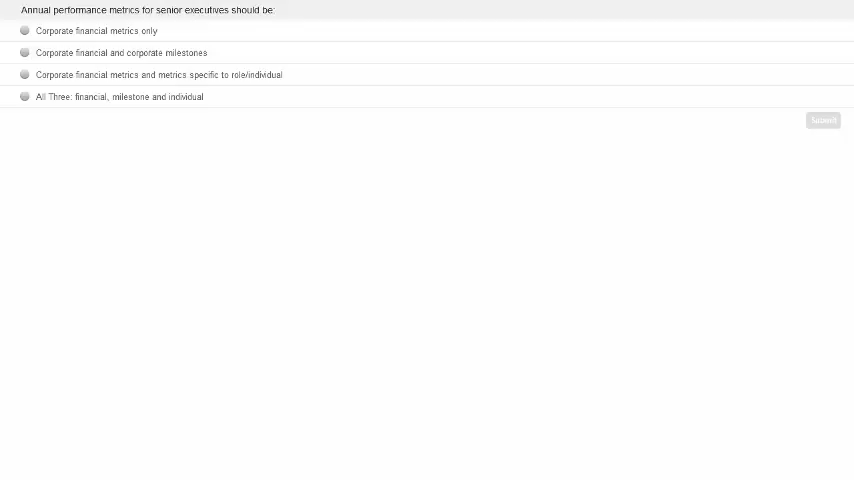 Annual performance metrics for senior executives should be:
Corporate financial metrics only
Corporate financial and corporate milestones
Corporate financial metrics and metrics specific to role/individual
All Three: financial, milestone and individual
Submit